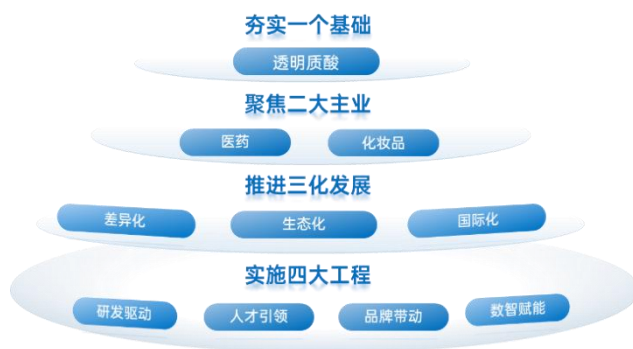 夯实一个基础
透明质酸
聚焦二大主业
医药 化妆品
推进三化发展
差异化 生态化 国际化
实施四大工程
研发驱动 人才引领 品牌带动 数智赋能